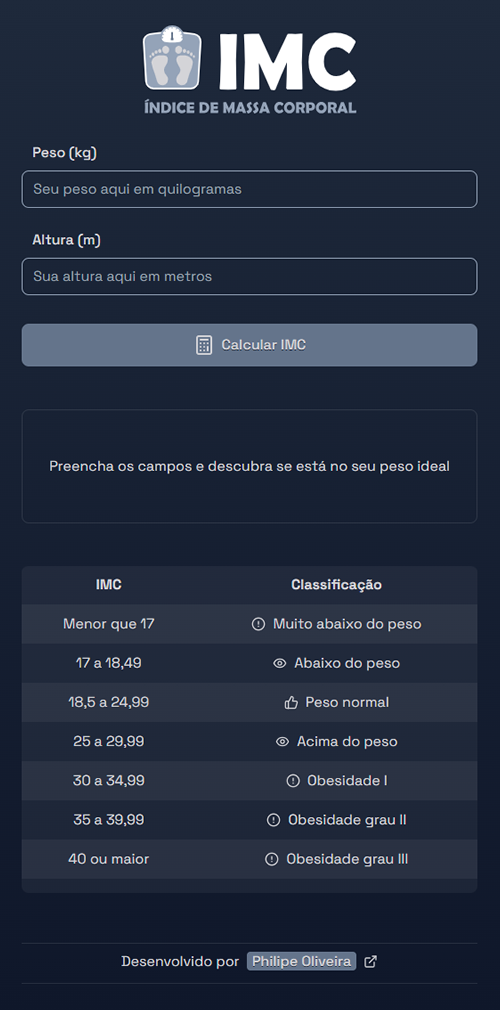 IMC
ÍNDICE DE MASSA CORPORAL
Peso (kg)
Seu peso aqui em quilogramas
Altura (m)
Sua altura aqui em metros
Calcular IMC
Preencha os campos e descubra se está no seu peso ideal
IMC Classificação
Menor que 17 Muito abaixo do peso
17 a 18,49 Abaixo do peso
18,5 a 24,99 Peso normal
25 a 29,99 Acima do peso
30 a 34,99 Obesidade I
35 a 39,99 Obesidade grau II
40 ou maior Obesidade grau III
Desenvolvido por Philipe Oliveira